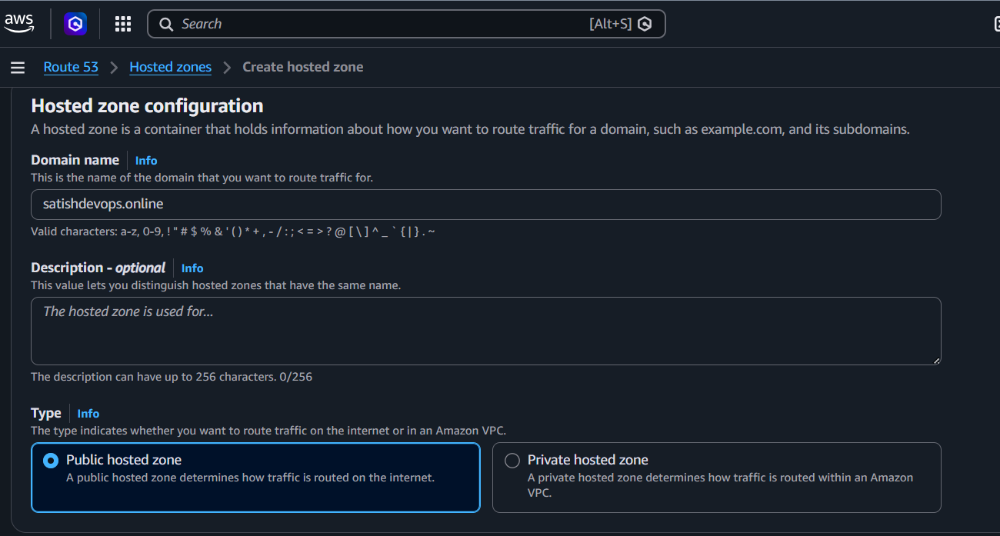 aws
Search [Alt+S]
Route 53 > Hosted zones > Create hosted zone
Hosted zone configuration
A hosted zone is a container that holds information about how you want to route traffic for a domain, such as example.com, and its subdomains.
Domain name Info
This is the name of the domain that you want to route traffic for.
satishdevops.online
Valid characters: a-z, 0-9, ! " # $ % & ' ( ) * + , - / : ; < = > ? @ [ \ ] ^ _ ` { | } . ~
Description - optional Info
This value lets you distinguish hosted zones that have the same name.
The hosted zone is used for...
The description can have up to 256 characters. 0/256
Type Info
The type indicates whether you want to route traffic on the internet or in an Amazon VPC.
Public hosted zone
A public hosted zone determines how traffic is routed on the internet.
Private hosted zone
A private hosted zone determines how traffic is routed within an Amazon
VPC.